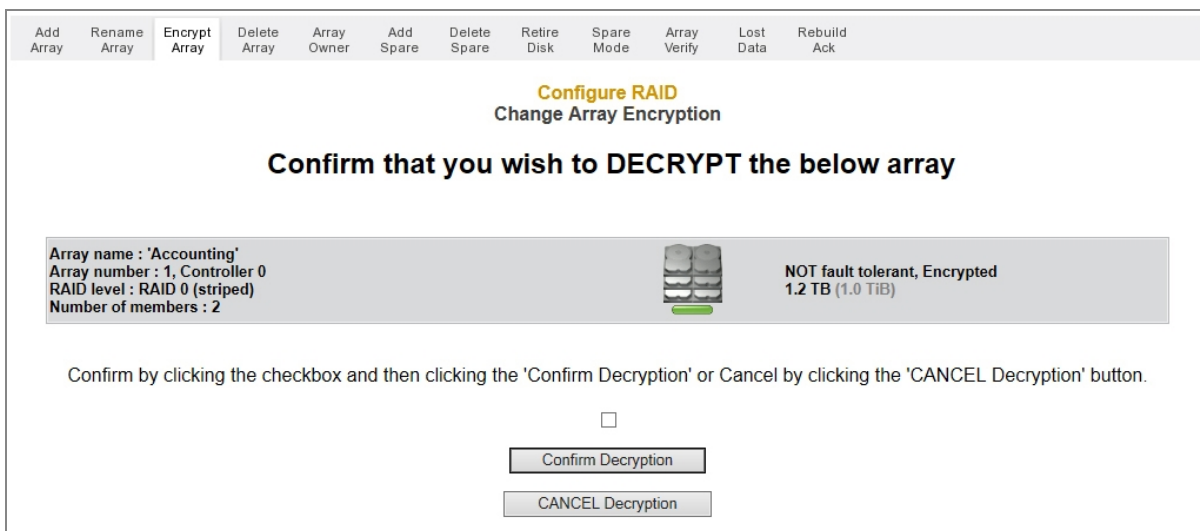 Add Array
Rename Array
Encrypt Array
Delete Array
Array Owner
Add Spare
Delete Spare
Retire Disk
Spare Mode
Array Verify
Lost Data
Rebuild Ack
Configure RAID
Change Array Encryption
Confirm that you wish to DECRYPT the below array
Array name : 'Accounting'
Array number : 1, Controller 0
RAID level : RAID 0 (striped)
Number of members : 2
NOT fault tolerant, Encrypted
1.2 TB (1.0 TiB)
Confirm by clicking the checkbox and then clicking the 'Confirm Decryption' or Cancel by clicking the 'CANCEL Decryption' button.
Confirm Decryption
CANCEL Decryption